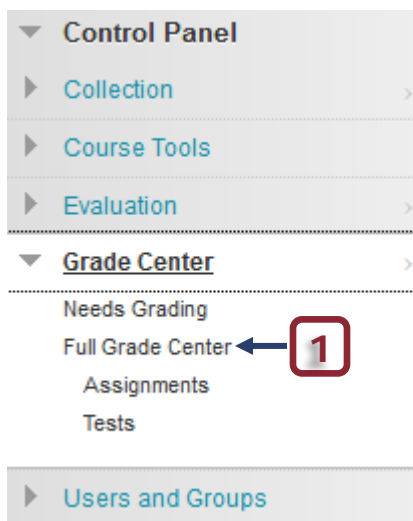 Control Panel
Collection
Course Tools
Evaluation
Grade Center
Needs Grading
Full Grade Center 1
Assignments
Tests
Users and Groups